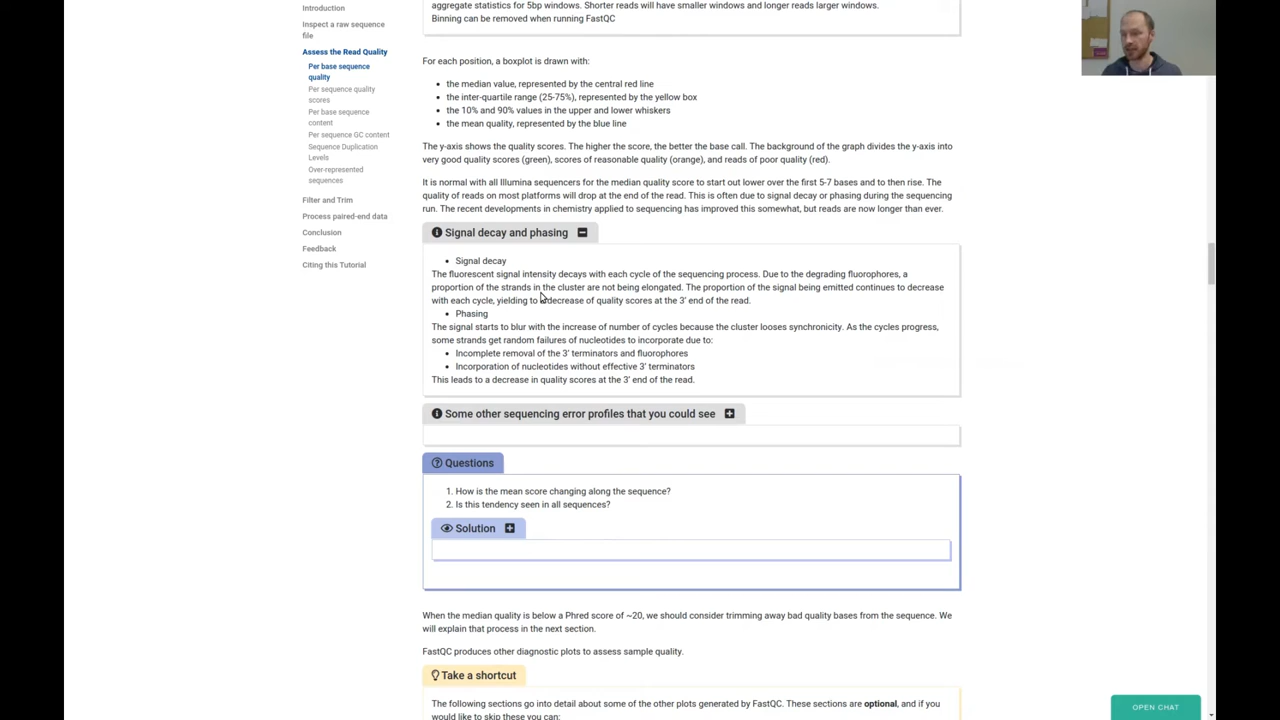 Introduction
Inspect a raw sequence
file
Assess the Read Quality
Per base sequence
quality
Per sequence quality
scores
Per base sequence
content
Per sequence GC content
Sequence Duplication
Levels
Over-represented
sequences
Filter and Trim
Process paired-end data
Conclusion
Feedback
Citing this Tutorial
aggregate statistics for 5bp windows. Shorter reads will have smaller windows and longer reads larger windows.
Binning can be removed when running FastQC
For each position, a boxplot is drawn with:
• the median value, represented by the central red line
• the inter-quartile range (25-75%), represented by the yellow box
• the 10% and 90% values in the upper and lower whiskers
• the mean quality, represented by the blue line
The y-axis shows the quality scores. The higher the score, the better the base call. The background of the graph divides the y-axis into
very good quality scores (green), scores of reasonable quality (orange), and reads of poor quality (red).
It is normal with all Illumina sequencers for the median quality score to start out lower over the first 5-7 bases and to then rise. The
quality of reads on most platforms will drop at the end of the read. This is often due to signal decay or phasing during the sequencing
run. The recent developments in chemistry applied to sequencing has improved this somewhat, but reads are now longer than ever.
Signal decay and phasing
• Signal decay
The fluorescent signal intensity decays with each cycle of the sequencing process. Due to the degrading fluorophores, a
proportion of the strands in the cluster are not being elongated. The proportion of the signal being emitted continues to decrease
with each cycle, yielding to a decrease of quality scores at the 3' end of the read.
• Phasing
The signal starts to blur with the increase of number of cycles because the cluster looses synchronicity. As the cycles progress,
some strands get random failures of nucleotides to incorporate due to:
• Incomplete removal of the 3' terminators and fluorophores
• Incorporation of nucleotides without effective 3' terminators
This leads to a decrease in quality scores at the 3' end of the read.
Some other sequencing error profiles that you could see
Questions
1. How is the mean score changing along the sequence?
2. Is this tendency seen in all sequences?
Solution
When the median quality is below a Phred score of ~20, we should consider trimming away bad quality bases from the sequence. We
will explain that process in the next section.
FastQC produces other diagnostic plots to assess sample quality.
Take a shortcut
The following sections go into detail about some of the other plots generated by FastQC. These sections are optional, and if you
would like to skip these you can:
OPEN CHAT